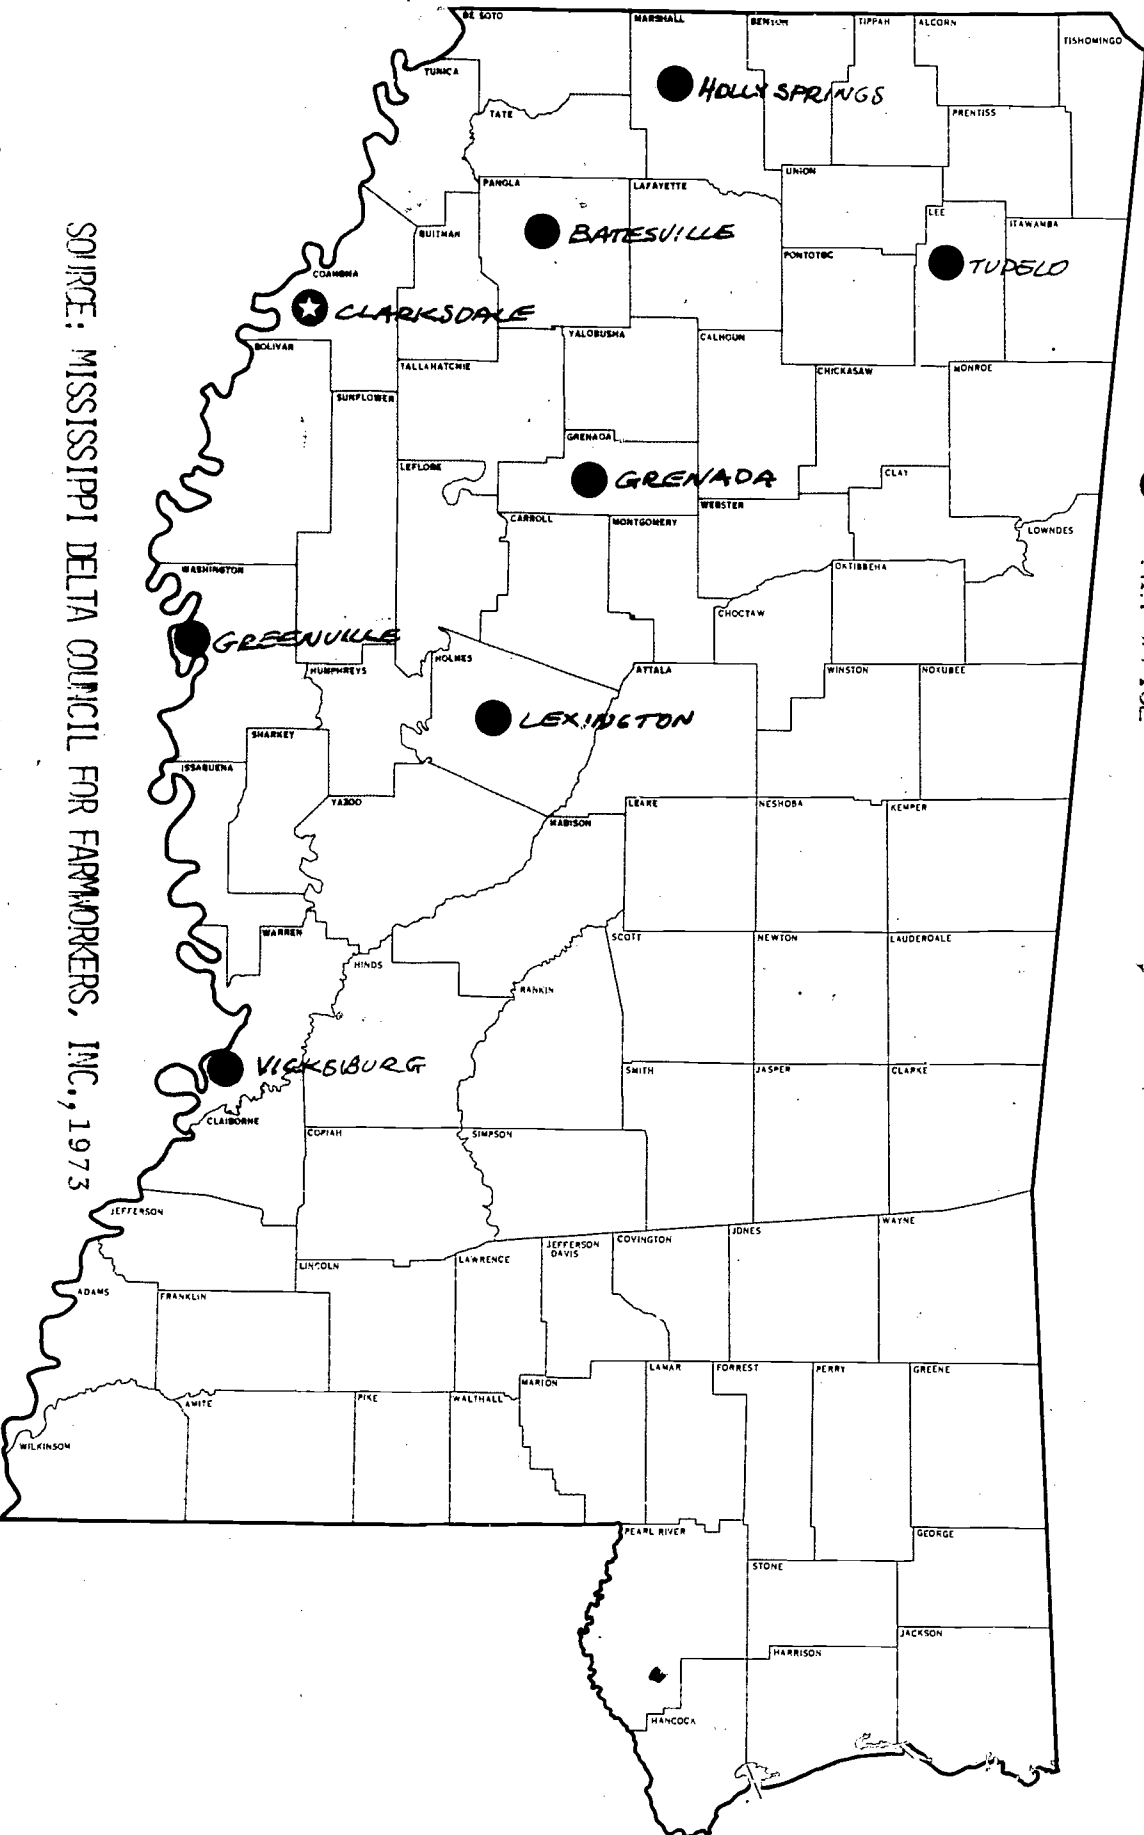 DE SOTO
MARSHALL
BENTON
TIPPAH
ALCORN
TISHOMINGO
TUNICA
HOLLY SPRINGS
TATE
PRENTISS
UNION
PANOLA
LAFAYETTE
LEE
ITAWAMBA
QUITMAN
BATESVILLE
PONTOTOC
TUPELO
COAHOMA
CLARKSDALE
YALOBUSHA
CALHOUN
BOLIVAR
TALLAHATCHIE
CHICKASAW
MONROE
SUNFLOWER
GRENADA
LEFLORE
GRENADA
CLAY
WEBSTER
CARROLL
MONTGOMERY
LOWNDES
WASHINGTON
OKTIBBEHA
CHOCTAW
GREENVILLE
HOLMES
HUMPHREYS
ATTALA
WINSTON
NOXUBEE
LEXINGTON
SHARKEY
ISSAQUENA
YAZOO
LEAKE
NESHOBA
KEMPER
MADISON
WARREN
SCOTT
NEWTON
LAUDERDALE
HINDS
RANKIN
VICKSBURG
SMITH
JASPER
CLARKE
CLAIBORNE
COPIAH
SIMPSON
JEFFERSON
WAYNE
JONES
COVINGTON
JEFFERSON
DAVIS
LAWRENCE
LINCOLN
ADAMS
FRANKLIN
LAMAR
FORREST
PERRY
GREENE
MARION
AMITE
PIKE
WALTHALL
WILKINSON
PEARL RIVER
GEORGE
STONE
JACKSON
HARRISON
HANCOCK
SOURCE: MISSISSIPPI DELTA COUNCIL FOR FARMWORKERS, INC., 1973